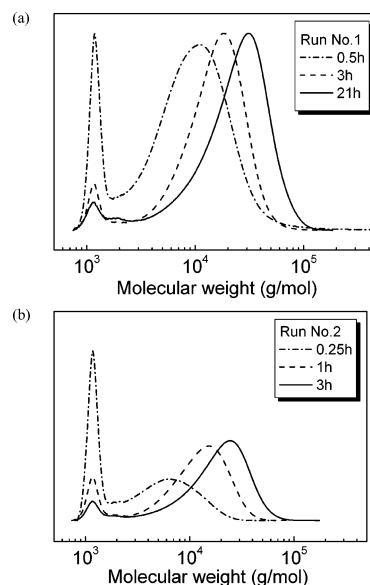 (a)
Run No.1
0.5h
3h
21h
10³ 10⁴ 10⁵
Molecular weight (g/mol)
(b)
Run No.2
0.25h
1h
3h
10³ 10⁴ 10⁵
Molecular weight (g/mol)